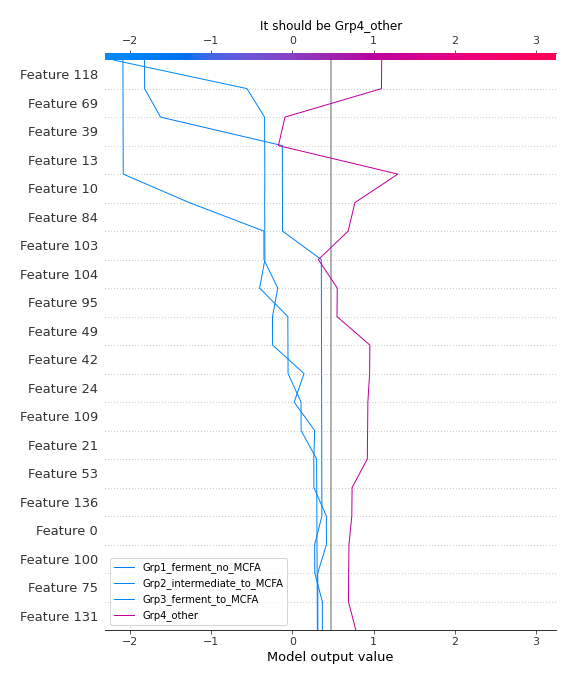 It should be Grp4_other
−2 −1 0 1 2 3
Feature 118
Feature 69
Feature 39
Feature 13
Feature 10
Feature 84
Feature 103
Feature 104
Feature 95
Feature 49
Feature 42
Feature 24
Feature 109
Feature 21
Feature 53
Feature 136
Feature 0
Feature 100
Feature 75
Feature 131
Grp1_ferment_no_MCFA
Grp2_intermediate_to_MCFA
Grp3_ferment_to_MCFA
Grp4_other
−2 −1 0 1 2 3
Model output value